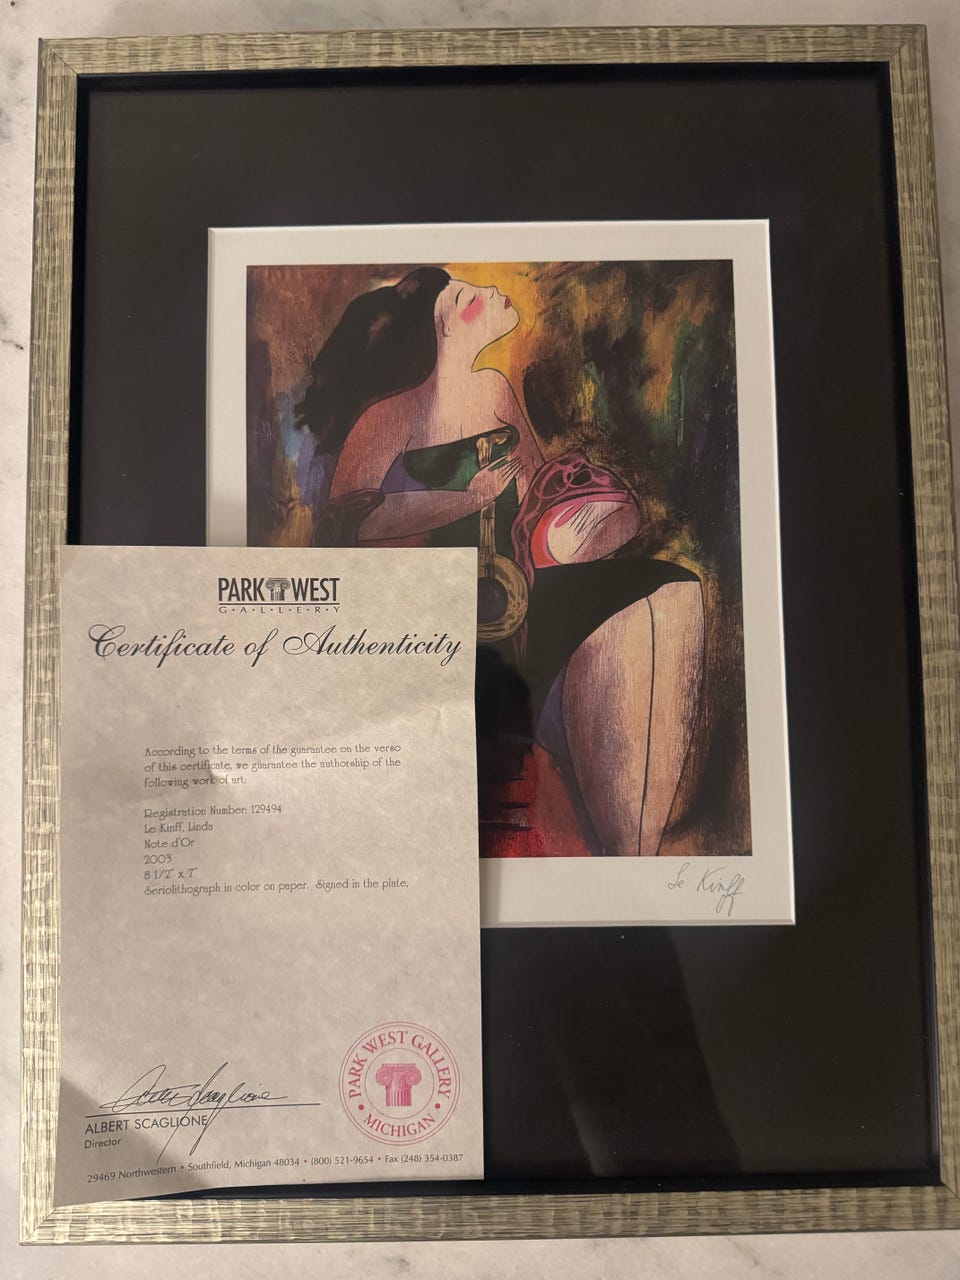 PARK WEST
G·A·L·L·E·R·Y
Certificate of Authenticity
According to the terms of the guarantee on the verso
of this certificate, we guarantee the authorship of the
following work of art:
Registration Number: 129494
Le Kinff, Linda
Note d'Or
2003
8 1/2" x 7"
Seriolithograph in color on paper. Signed in the plate,
Le Kinff
PARK WEST GALLERY
• MICHIGAN •
ALBERT SCAGLIONE
Director
29469 Northwestern • Southfield, Michigan 48034 • (800) 521-9654 • Fax (248) 354-0387